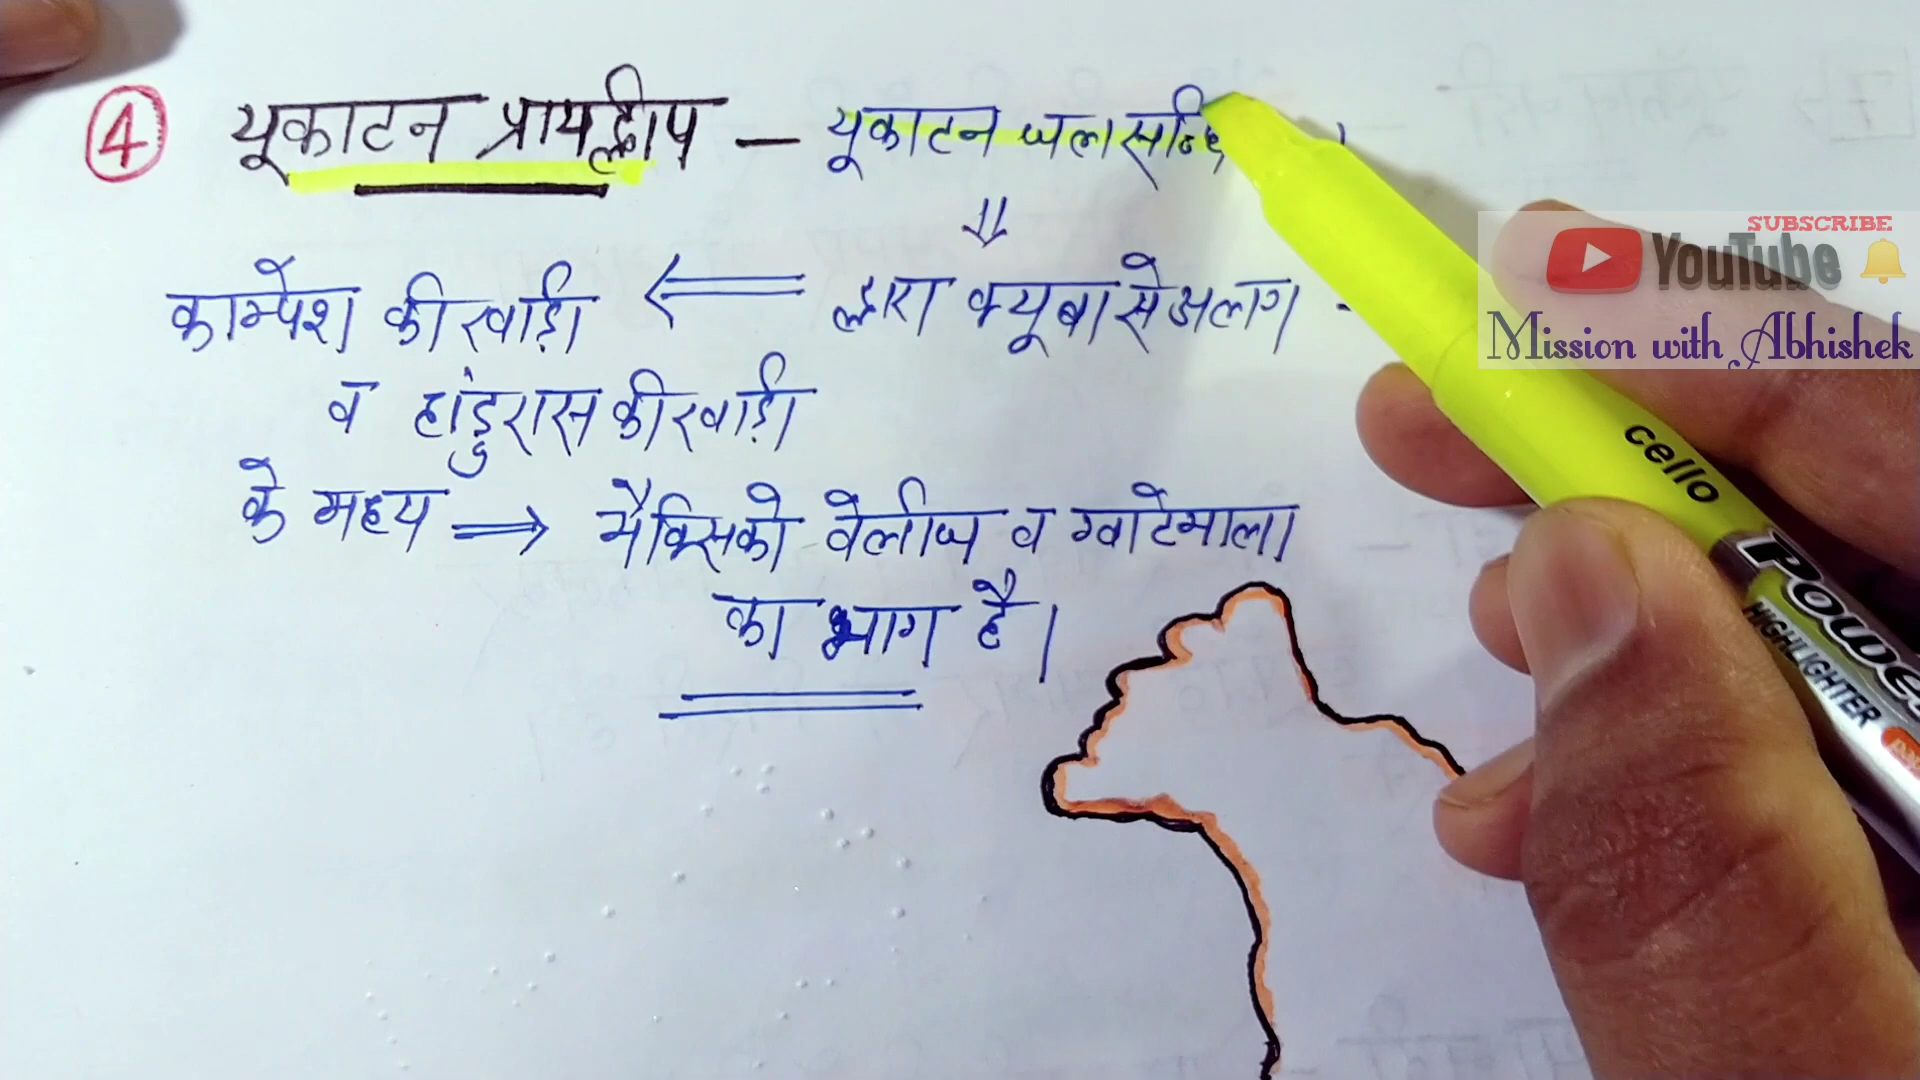 ④ यूकाटन प्रायद्वीप – यूकाटन जलसन्धि
⇓
काम्पेश की खाड़ी ⇐ द्वारा क्यूबा से अलग
व हांडुरास की खाड़ी
के मध्य ⇒ मैक्सिको वेलीज व ग्वाटेमाला
का भाग है।
SUBSCRIBE
YouTube
Mission with Abhishek
cello
Power
HIGHLIGHTER